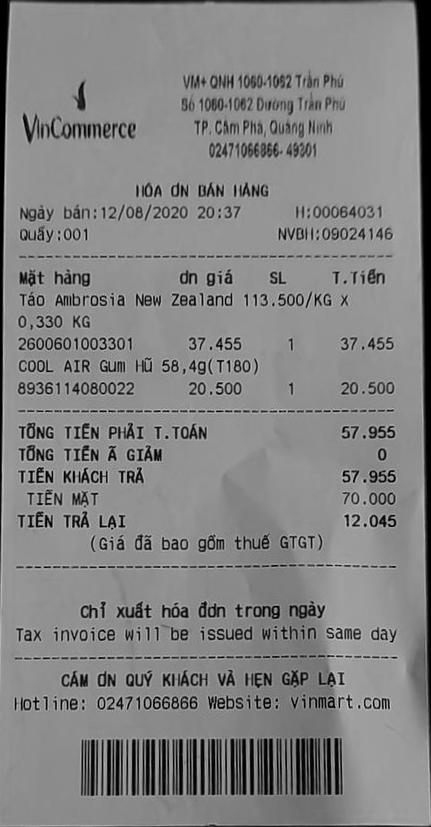 VinCommerce
VM+ QNH 1060-1062 Trần Phú
Số 1060-1062 Đường Trần Phú
TP. Cẩm Phả, Quảng Ninh
02471066866- 49301
HÓA ƠN BÁN HÀNG
Ngày bán:12/08/2020 20:37 H:00064031
Quầy:001 NVBH:09024146
Mặt hàng ơn giá SL T.Tiền
Táo Ambrosia New Zealand 113.500/KG X
0,330 KG
2600601003301 37.455 1 37.455
COOL AIR Gum Hũ 58,4g(T180)
8936114080022 20.500 1 20.500
TỔNG TIỀN PHẢI T.TOÁN 57.955
TỔNG TIỀN Ã GIẢM 0
TIỀN KHÁCH TRẢ 57.955
TIỀN MẶT 70.000
TIỀN TRẢ LẠI 12.045
(Giá đã bao gồm thuế GTGT)
Chỉ xuất hóa đơn trong ngày
Tax invoice will be issued within same day
CÁM ƠN QUÝ KHÁCH VÀ HẸN GẶP LẠI
Hotline: 02471066866 Website: vinmart.com